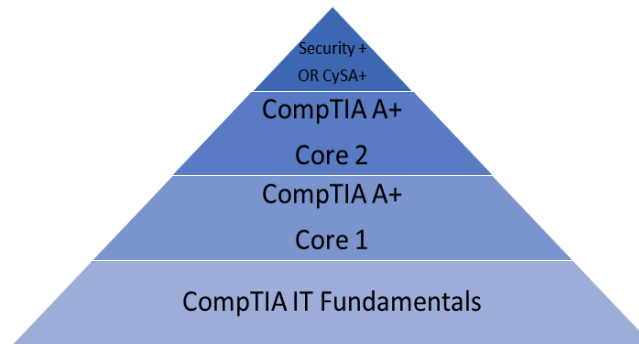 Security +
OR CySA+
CompTIA A+
Core 2
CompTIA A+
Core 1
CompTIA IT Fundamentals